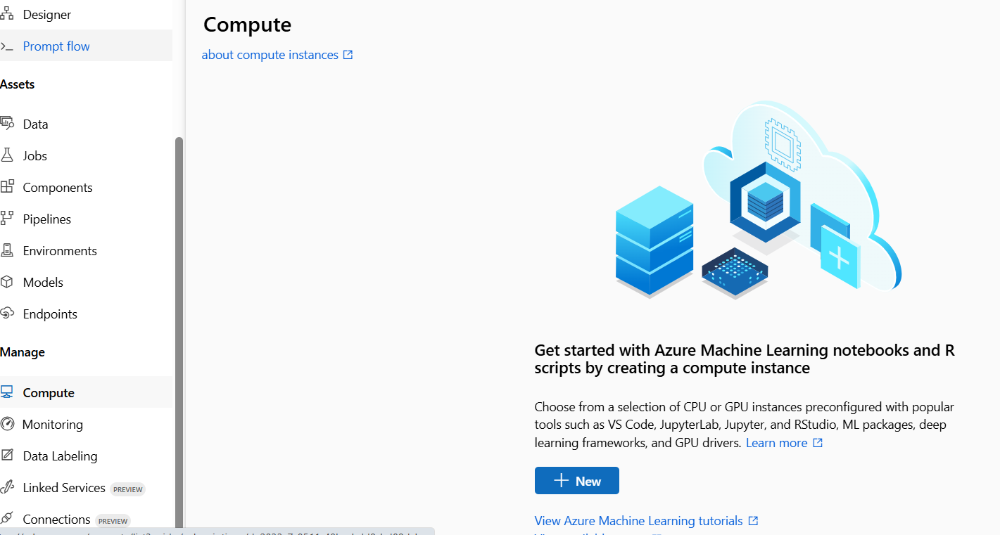 Designer
Prompt flow
Assets
Data
Jobs
Components
Pipelines
Environments
Models
Endpoints
Manage
Compute
Monitoring
Data Labeling
Linked Services PREVIEW
Connections PREVIEW
Compute
about compute instances
Get started with Azure Machine Learning notebooks and R
scripts by creating a compute instance
Choose from a selection of CPU or GPU instances preconfigured with popular
tools such as VS Code, JupyterLab, Jupyter, and RStudio, ML packages, deep
learning frameworks, and GPU drivers. Learn more
New
View Azure Machine Learning tutorials